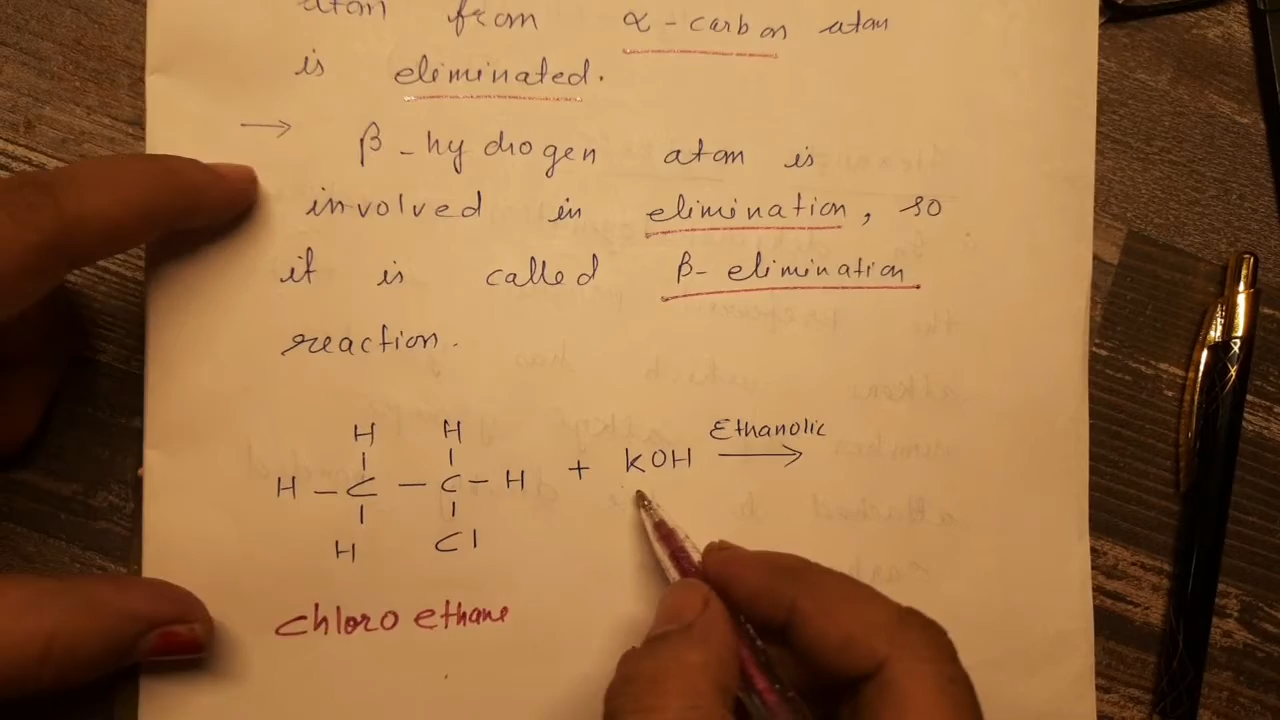 atom from α-carbon atom
is eliminated.
→ β-hydrogen atom is
involved in elimination, so
it is called β-elimination
reaction.
H H
H - C - C - H + KOH Ethanolic →
H Cl
chloro ethane